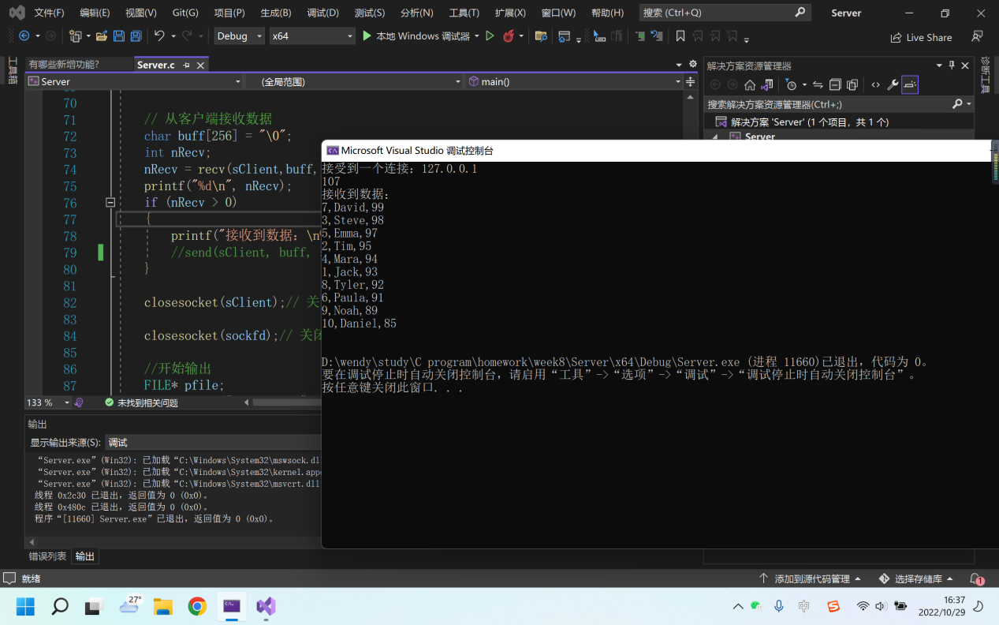 文件(F) 编辑(E) 视图(V) Git(G) 项目(P) 生成(B) 调试(D) 测试(S) 分析(N) 工具(T) 扩展(X) 窗口(W) 帮助(H) 搜索 (Ctrl+Q) Server
Debug x64 本地 Windows 调试器 Live Share
工具箱
有哪些新增功能? Server.c
Server (全局范围) main()
70
71 // 从客户端接收数据
72 char buff[256] = "\0";
73 int nRecv;
74 nRecv = recv(sClient,buff,
75 printf("%d\n", nRecv);
76 if (nRecv > 0)
77 {
78 printf("接收到数据: \n
79 //send(sClient, buff,
80 }
81
82 closesocket(sClient);// 关
83
84 closesocket(sockfd);// 关闭
85
86 //开始输出
87 FILE* pfile;
133 % 未找到相关问题
输出
显示输出来源(S): 调试
“Server.exe”(Win32): 已加载“C:\Windows\System32\mswsock.dl
“Server.exe”(Win32): 已加载“C:\Windows\System32\kernel.app
“Server.exe”(Win32): 已加载“C:\Windows\System32\msvcrt.dll
线程 0x2c30 已退出，返回值为 0 (0x0)。
线程 0x480c 已退出，返回值为 0 (0x0)。
程序“[11660] Server.exe”已退出，返回值为 0 (0x0)。
错误列表 输出
解决方案资源管理器
搜索解决方案资源管理器(Ctrl+;)
解决方案 'Server' (1 个项目，共 1 个)
Server
诊断工具
Microsoft Visual Studio 调试控制台
接受到一个连接: 127.0.0.1
107
接收到数据:
7,David,99
3,Steve,98
5,Emma,97
2,Tim,95
4,Mara,94
1,Jack,93
8,Tyler,92
6,Paula,91
9,Noah,89
10,Daniel,85
D:\wendy\study\C program\homework\week8\Server\x64\Debug\Server.exe (进程 11660)已退出，代码为 0。
要在调试停止时自动关闭控制台，请启用“工具”->“选项”->“调试”->“调试停止时自动关闭控制台”。
按任意键关闭此窗口. . .
就绪 添加到源代码管理 选择存储库 1
27° 中 16:37
2022/10/29